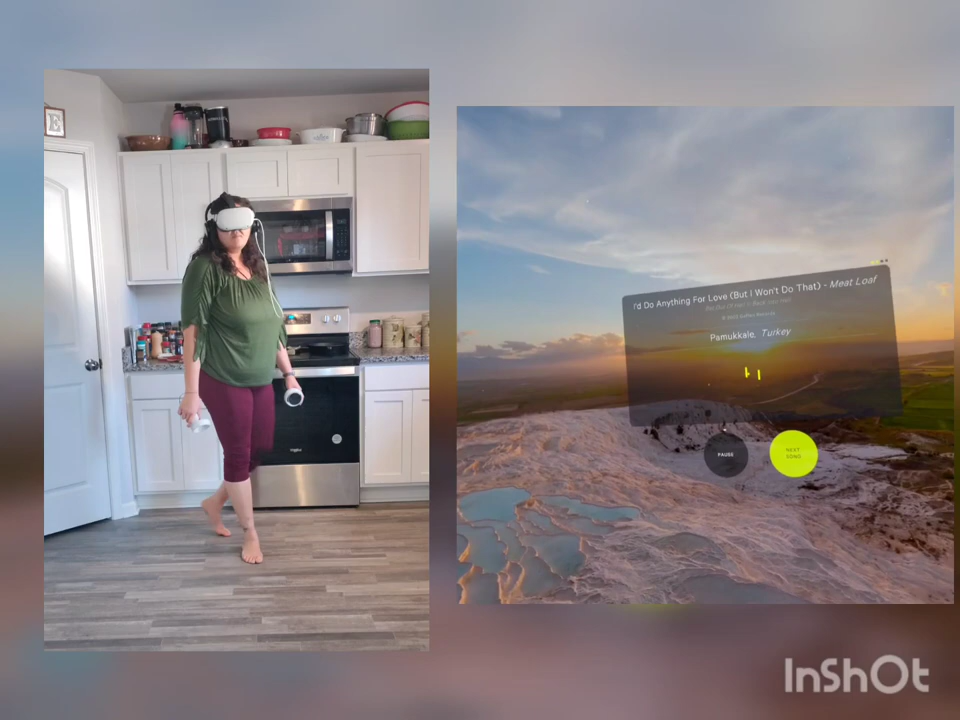 E
I'd Do Anything For Love (But I Won't Do That) - Meat Loaf
Pamukkale, Turkey
PAUSE
NEXT
SONG
InShOt